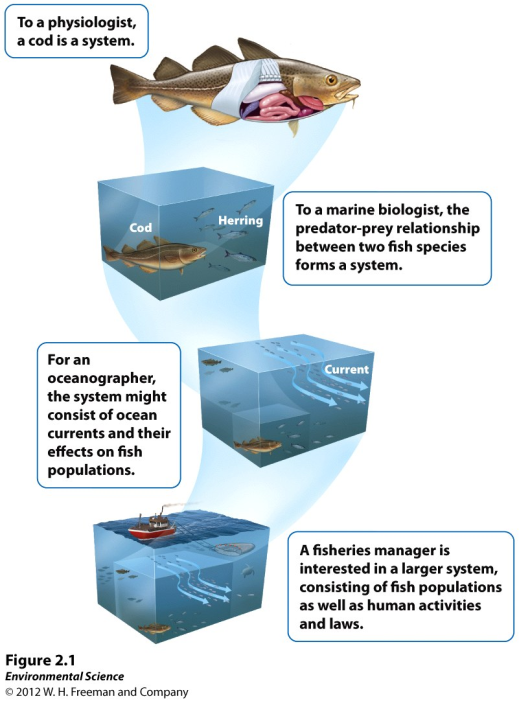 To a physiologist,
a cod is a system.
Cod
Herring
To a marine biologist, the
predator-prey relationship
between two fish species
forms a system.
For an
oceanographer,
the system might
consist of ocean
currents and their
effects on fish
populations.
Current
A fisheries manager is
interested in a larger system,
consisting of fish populations
as well as human activities
and laws.
Figure 2.1
Environmental Science
© 2012 W. H. Freeman and Company